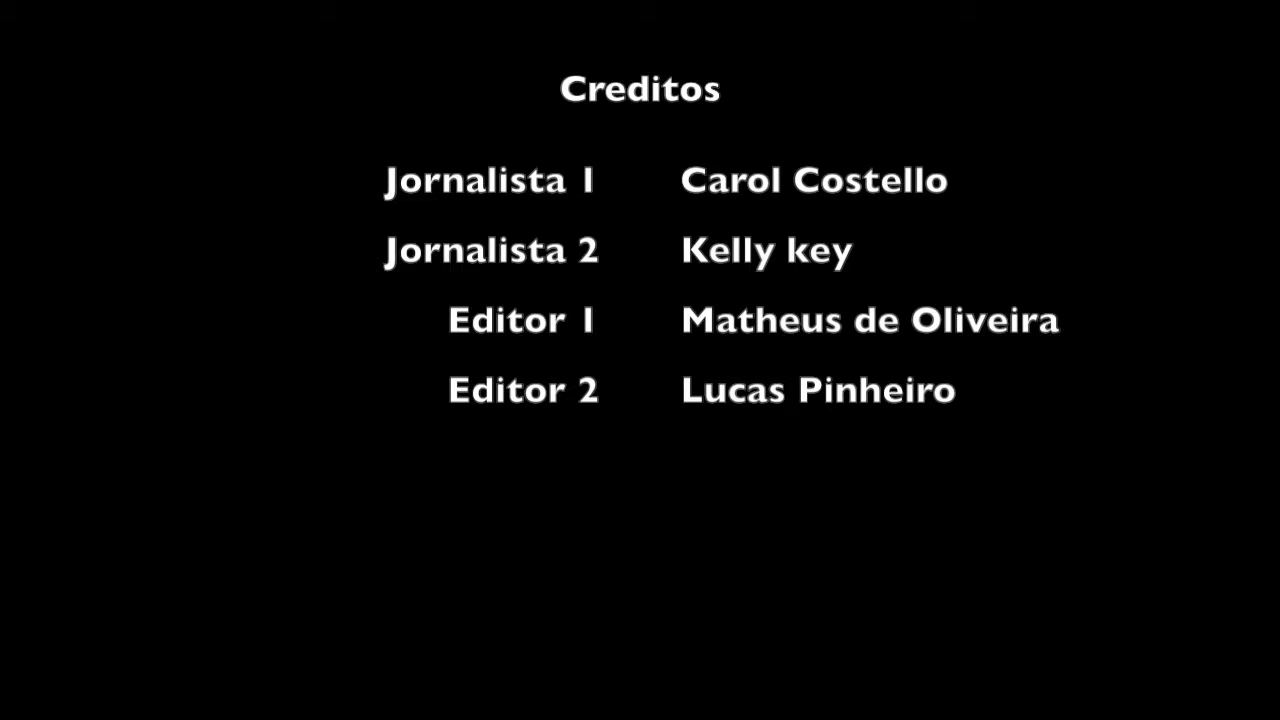 Creditos
Jornalista 1 Carol Costello
Jornalista 2 Kelly key
Editor 1 Matheus de Oliveira
Editor 2 Lucas Pinheiro